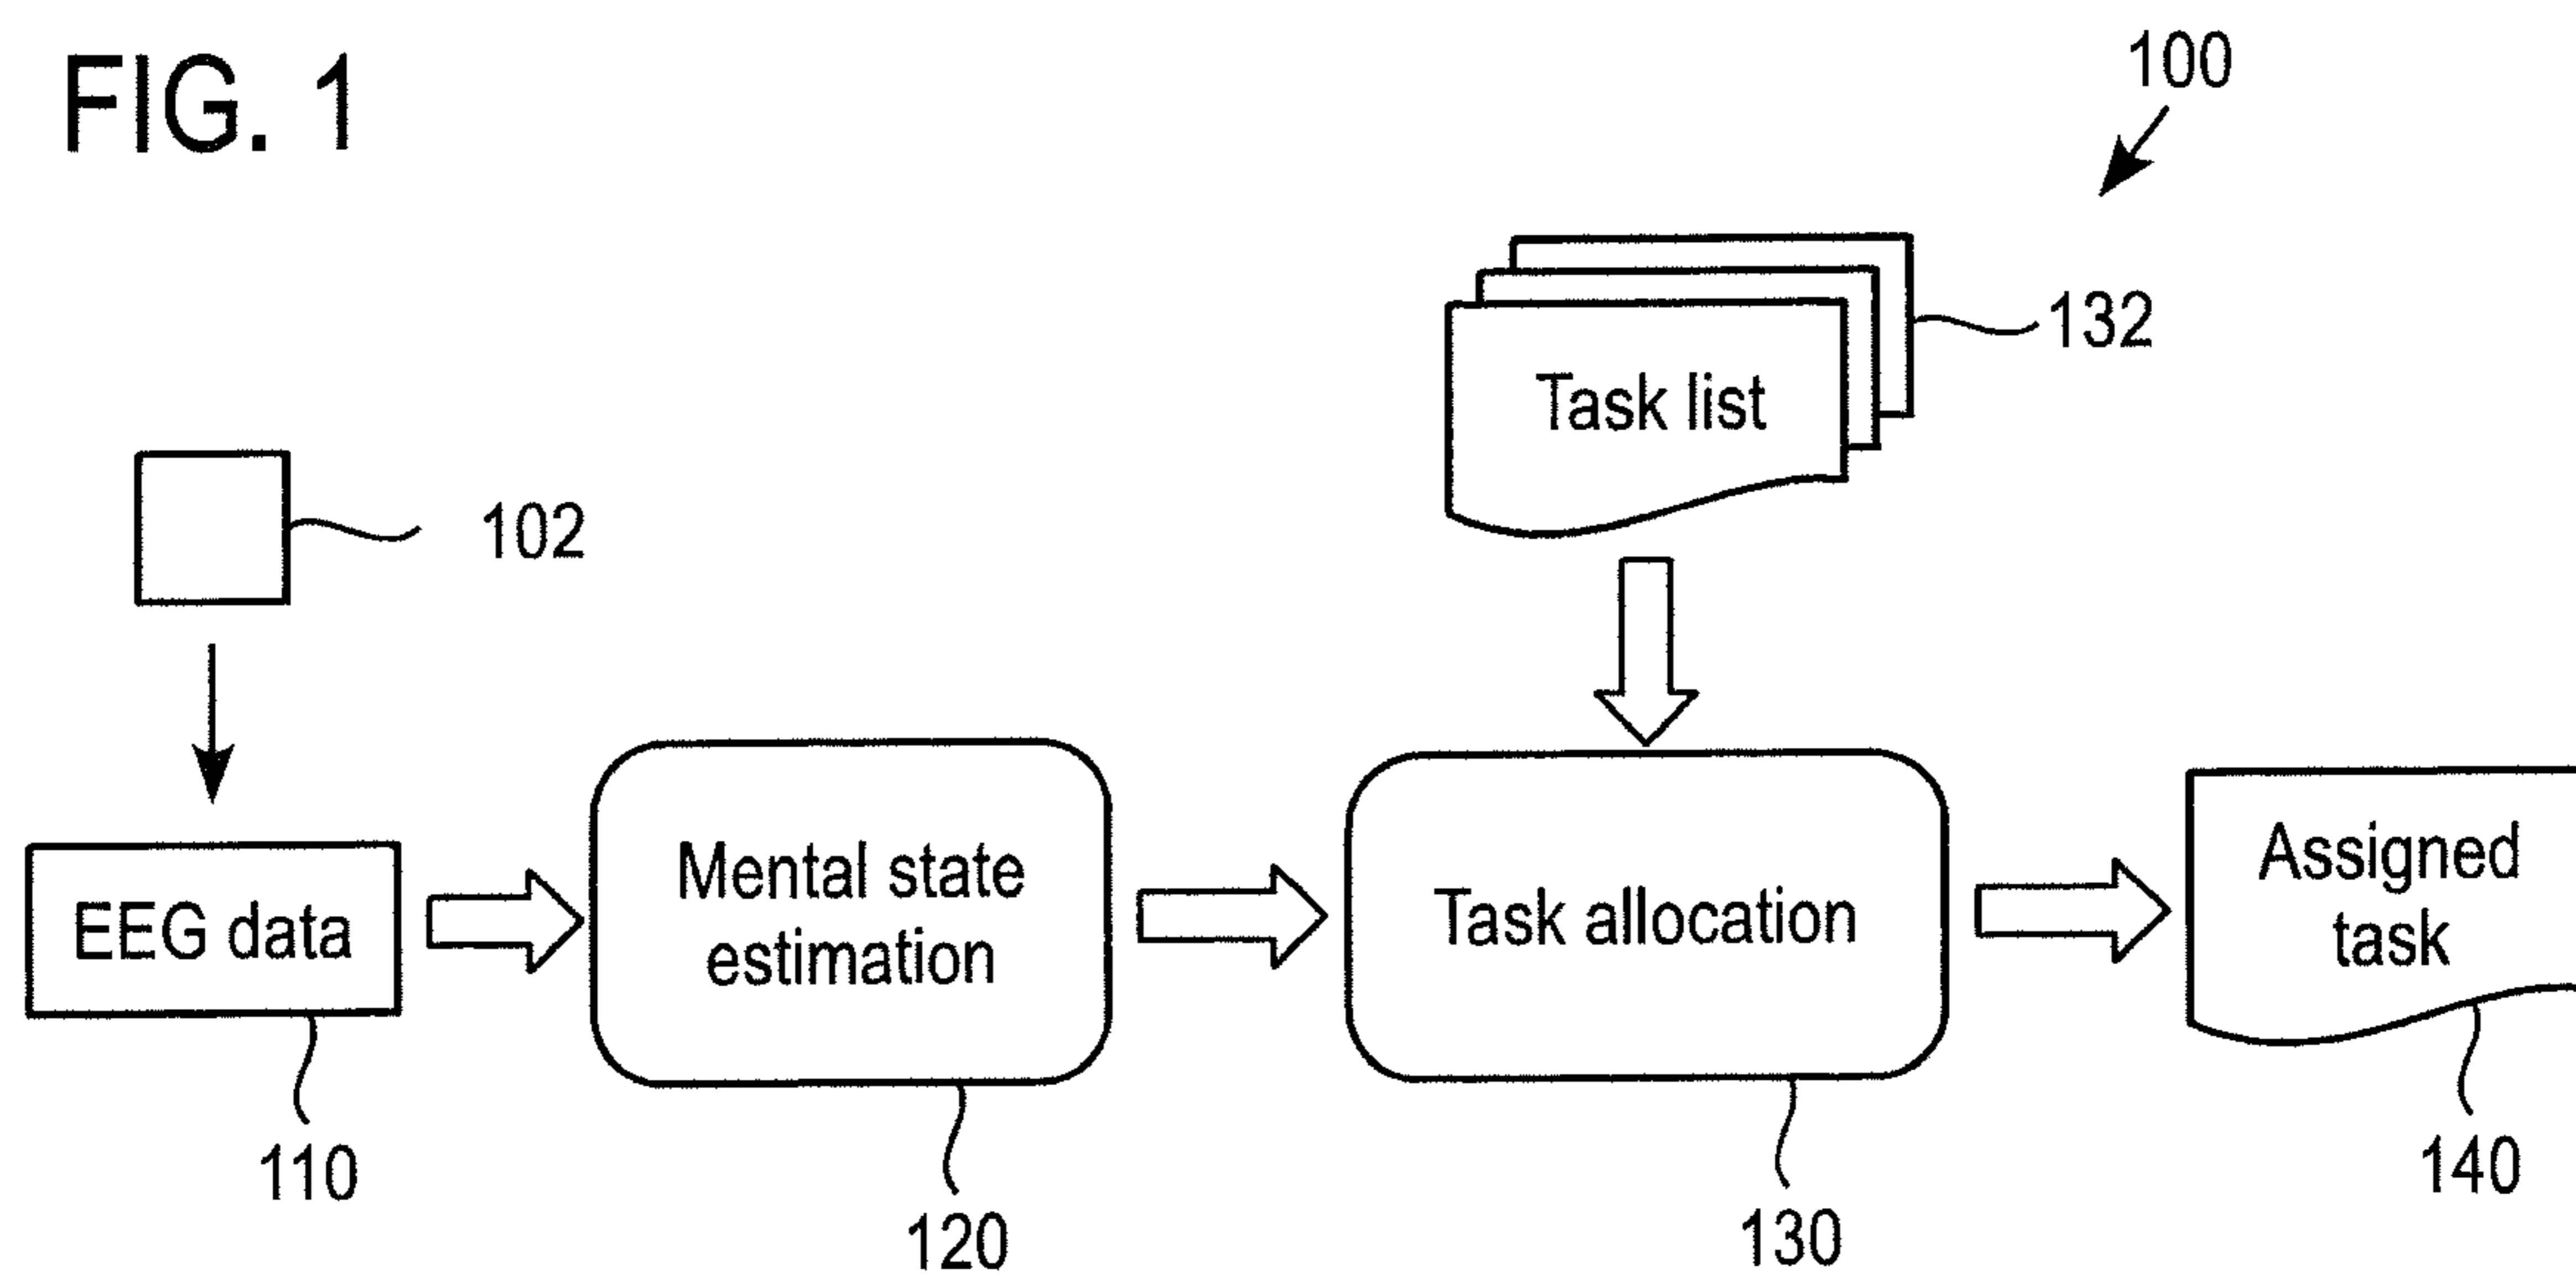 FIG. 1
100
132
Task list
102
EEG data
Mental state
estimation
Task allocation
Assigned
task
110
120
130
140